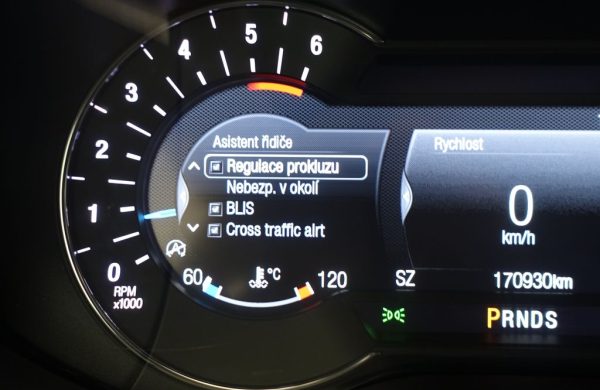 6
5
4
3
2
1
0
RPM
x1000
Asistent řidiče
Regulace prokluzu
Nebezp. v okolí
BLIS
Cross traffic alrt
A
60 °C 120
Rychlost
0
km/h
SZ 170930km
PRNDS